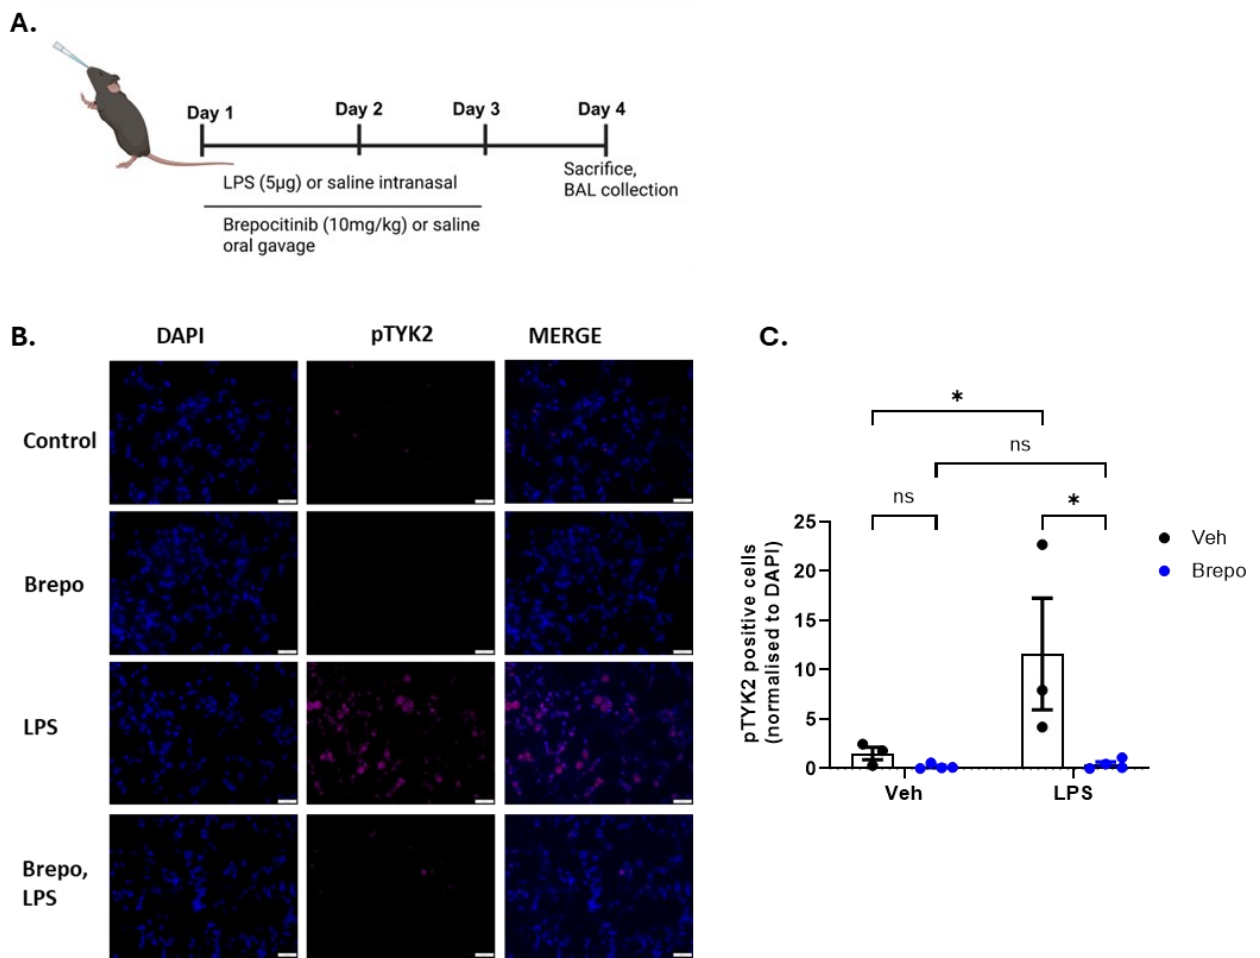 A.
Day 1
Day 2
Day 3
Day 4
LPS (5µg) or saline intranasal
Brepocitinib (10mg/kg) or saline
oral gavage
Sacrifice,
BAL collection
B.
DAPI
pTYK2
MERGE
Control
Brepo
LPS
Brepo,
LPS
C.
*
ns
ns
*
25
20
15
10
5
0
pTYK2 positive cells
(normalised to DAPI)
Veh
LPS
Veh
Brepo